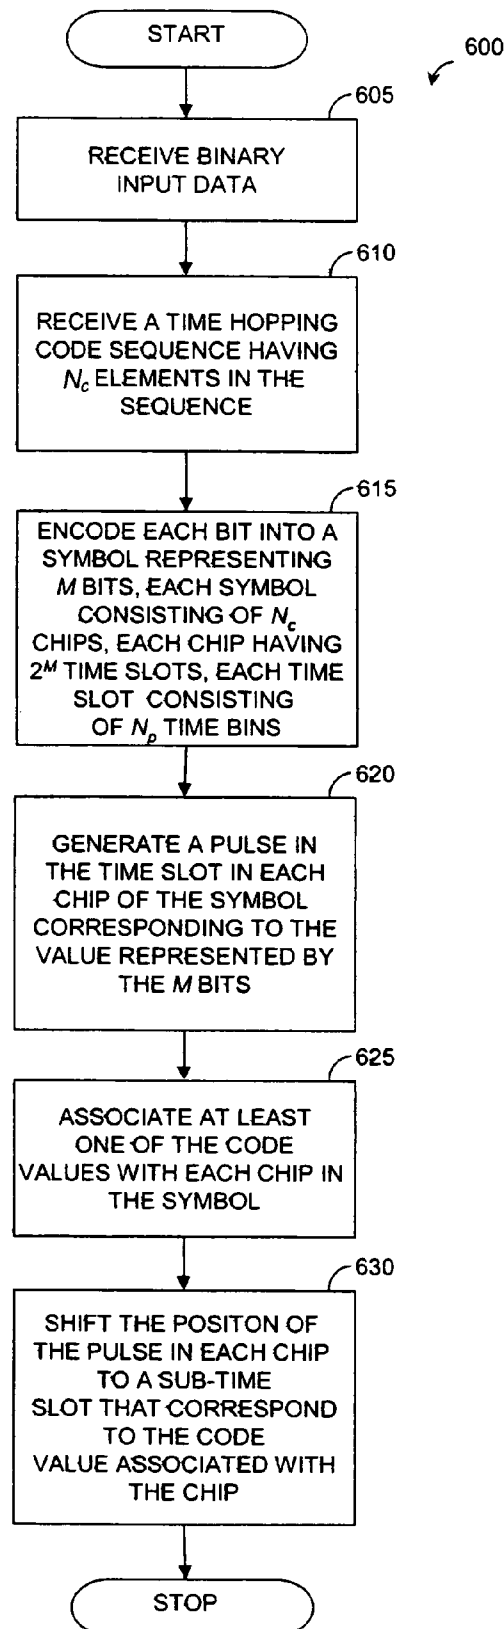 START
600
605
RECEIVE BINARY
INPUT DATA
610
RECEIVE A TIME HOPPING
CODE SEQUENCE HAVING
Nc ELEMENTS IN THE
SEQUENCE
615
ENCODE EACH BIT INTO A
SYMBOL REPRESENTING
M BITS, EACH SYMBOL
CONSISTING OF Nc
CHIPS, EACH CHIP HAVING
2^M TIME SLOTS, EACH TIME
SLOT CONSISTING
OF Np TIME BINS
620
GENERATE A PULSE IN
THE TIME SLOT IN EACH
CHIP OF THE SYMBOL
CORRESPONDING TO THE
VALUE REPRESENTED BY
THE M BITS
625
ASSOCIATE AT LEAST
ONE OF THE CODE
VALUES WITH EACH CHIP IN
THE SYMBOL
630
SHIFT THE POSITON OF
THE PULSE IN EACH CHIP
TO A SUB-TIME
SLOT THAT CORRESPOND
TO THE CODE
VALUE ASSOCIATED WITH
THE CHIP
STOP